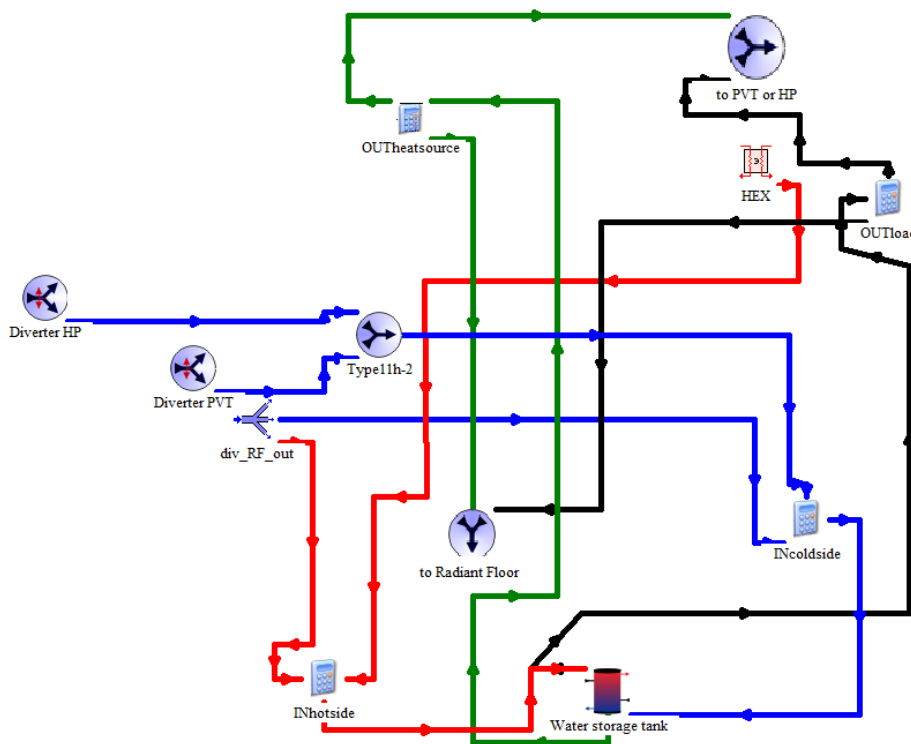 to PVT or HP
OUTheatsource
HEX
OUTload
Diverter HP
Type11h-2
Diverter PVT
div_RF_out
INcoldside
to Radiant Floor
INhotside
Water storage tank